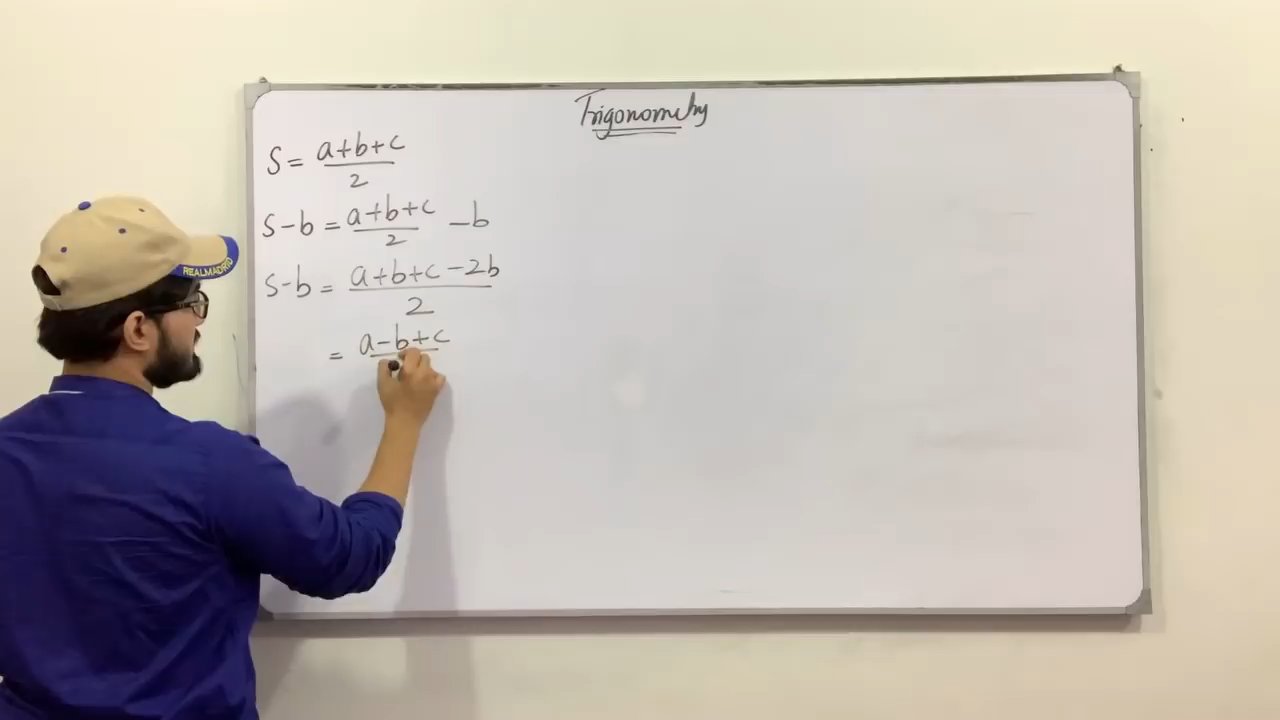 Trigonometry
S = a+b+c / 2
S-b = a+b+c / 2 - b
S-b = a+b+c-2b / 2
= a-b+c
REALMADRID